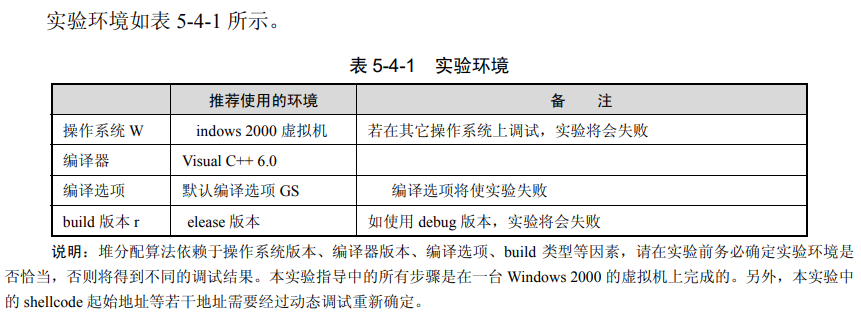 实验环境如表 5-4-1 所示。
表 5-4-1 实验环境
推荐使用的环境 备 注
操作系统 W indows 2000 虚拟机 若在其它操作系统上调试，实验将会失败
编译器 Visual C++ 6.0
编译选项 默认编译选项 GS 编译选项将使实验失败
build 版本 r elease 版本 如使用 debug 版本，实验将会失败
说明：堆分配算法依赖于操作系统版本、编译器版本、编译选项、build 类型等因素，请在实验前务必确定实验环境是
否恰当，否则将得到不同的调试结果。本实验指导中的所有步骤是在一台 Windows 2000 的虚拟机上完成的。另外，本实验中
的 shellcode 起始地址等若干地址需要经过动态调试重新确定。